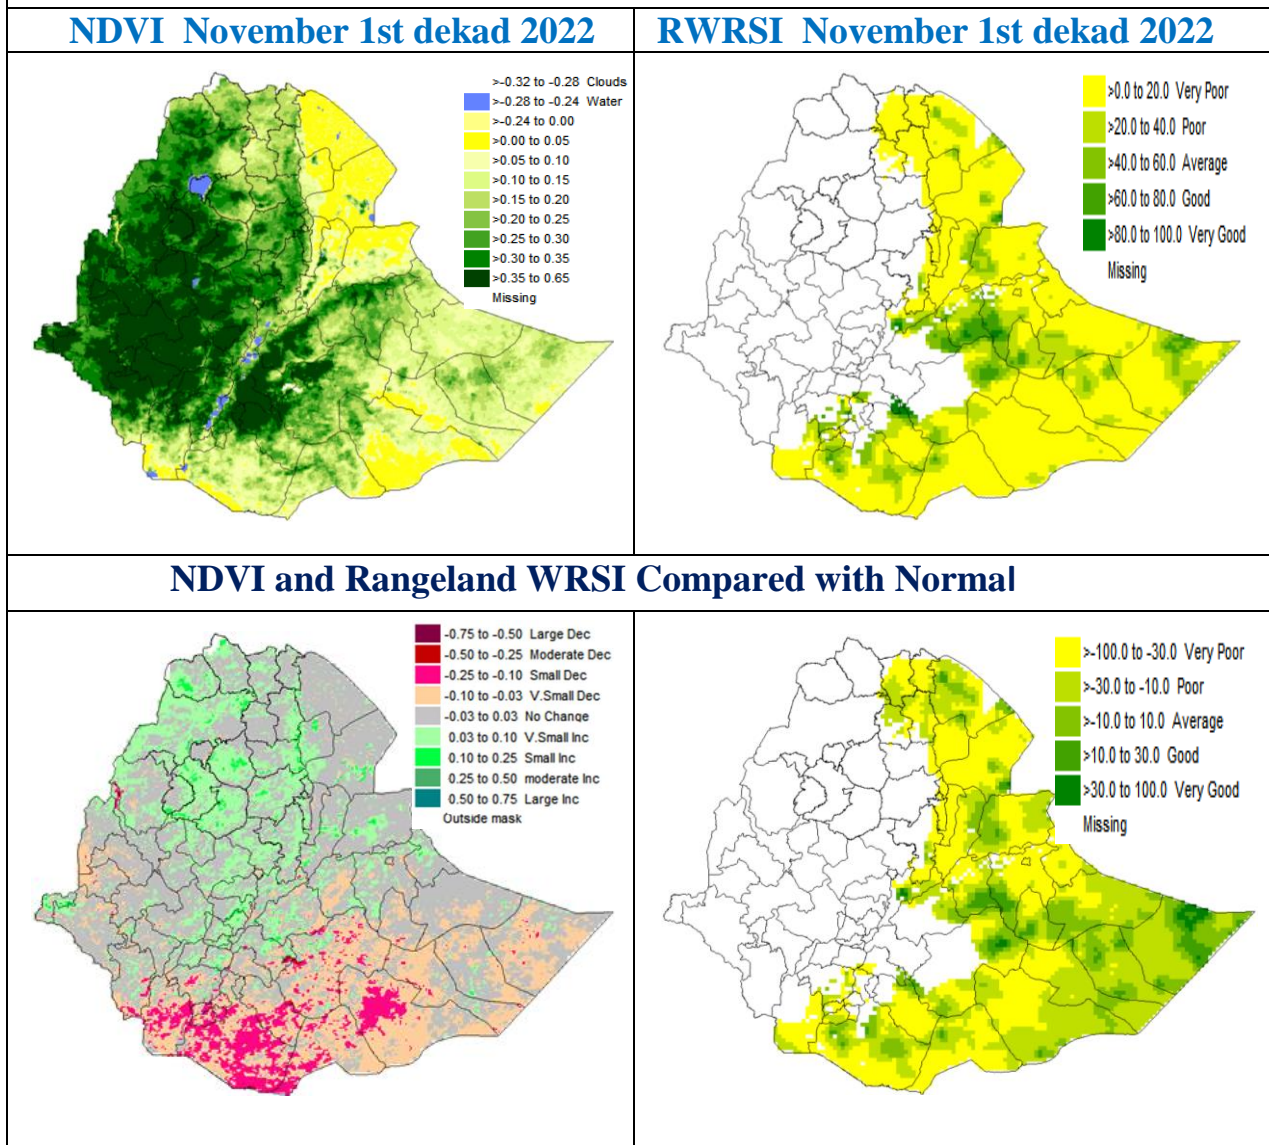 NDVI November 1st dekad 2022
RWRSI November 1st dekad 2022
>-0.32 to -0.28 Clouds
>-0.28 to -0.24 Water
>-0.24 to 0.00
>0.00 to 0.05
>0.05 to 0.10
>0.10 to 0.15
>0.15 to 0.20
>0.20 to 0.25
>0.25 to 0.30
>0.30 to 0.35
>0.35 to 0.65
Missing
>0.0 to 20.0 Very Poor
>20.0 to 40.0 Poor
>40.0 to 60.0 Average
>60.0 to 80.0 Good
>80.0 to 100.0 Very Good
Missing
NDVI and Rangeland WRSI Compared with Normal
-0.75 to -0.50 Large Dec
-0.50 to -0.25 Moderate Dec
-0.25 to -0.10 Small Dec
-0.10 to -0.03 V.Small Dec
-0.03 to 0.03 No Change
0.03 to 0.10 V.Small Inc
0.10 to 0.25 Small Inc
0.25 to 0.50 moderate Inc
0.50 to 0.75 Large Inc
Outside mask
>-100.0 to -30.0 Very Poor
>-30.0 to -10.0 Poor
>-10.0 to 10.0 Average
>10.0 to 30.0 Good
>30.0 to 100.0 Very Good
Missing